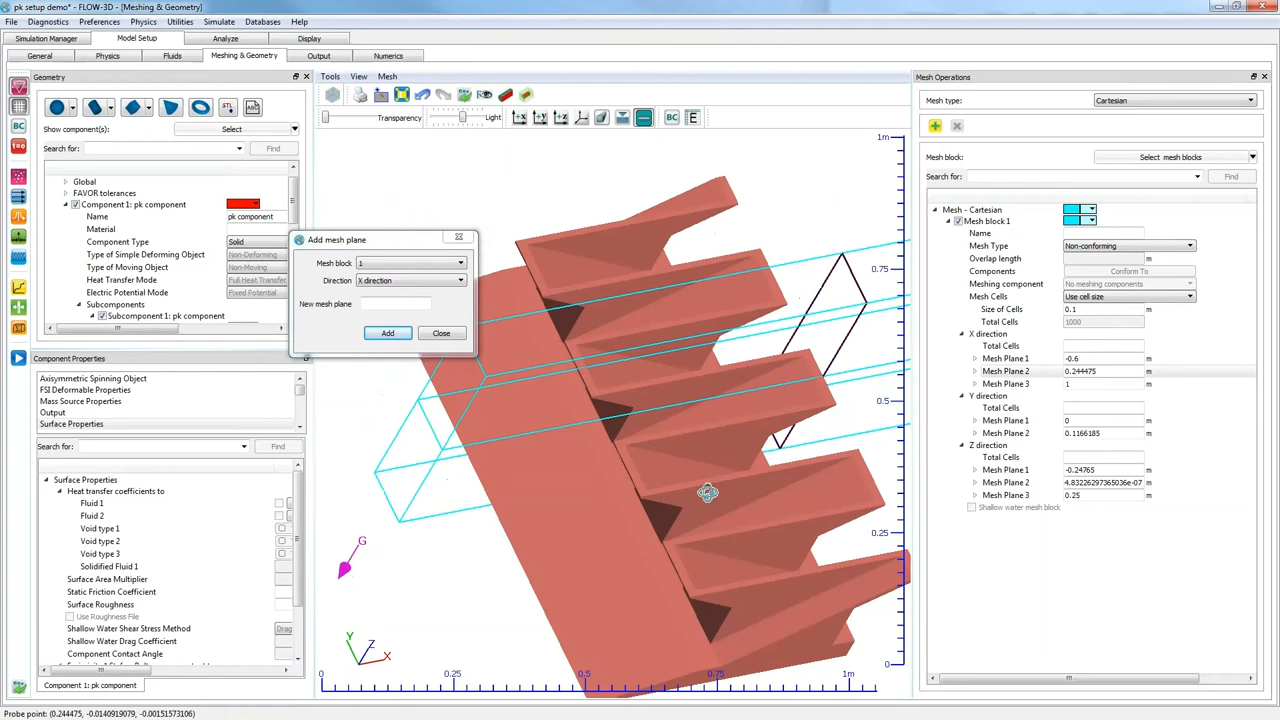 pk setup demo* - FLOW-3D - [Meshing & Geometry]
File Diagnostics Preferences Physics Utilities Simulate Databases Help
Simulation Manager Model Setup Analyze Display
General Physics Fluids Meshing & Geometry Output Numerics
Geometry
STL
Show component(s): Select
Search for: Find
Global
FAVOR tolerances
Component 1: pk component
Name pk component
Material
Component Type Solid
Type of Simple Deforming Object Non-Deforming
Type of Moving Object Non-Moving
Heat Transfer Mode Full Heat Transfer
Electric Potential Mode Fixed Potential
Subcomponents
Subcomponent 1: pk component
Component Properties
Axisymmetric Spinning Object
FSI Deformable Properties
Mass Source Properties
Output
Surface Properties
Search for: Find
Surface Properties
Heat transfer coefficients to
Fluid 1
Fluid 2
Void type 1
Void type 2
Void type 3
Solidified Fluid 1
Surface Area Multiplier
Static Friction Coefficient
Surface Roughness
Use Roughness File
Shallow Water Shear Stress Method Drag
Shallow Water Drag Coefficient
Component Contact Angle
Component 1: pk component
Probe point: (0.244475, -0.0140919079, -0.00151573106)
BC
t=0
Tools View Mesh
Transparency Light
+x +y +z BC E
Add mesh plane
Mesh block 1
Direction X direction
New mesh plane
Add Close
1m
0.75
0.5
0.25
0
G
Y Z X
0 0.25 0.5 0.75 1m
Mesh Operations
Mesh type: Cartesian
Mesh block: Select mesh blocks
Search for: Find
Mesh - Cartesian
Mesh block 1
Name
Mesh Type Non-conforming
Overlap length m
Components Conform To
Meshing component No meshing components
Mesh Cells Use cell size
Size of Cells 0.1
Total Cells 1000
X direction
Total Cells
Mesh Plane 1 -0.6 m
Mesh Plane 2 0.244475 m
Mesh Plane 3 1 m
Y direction
Total Cells
Mesh Plane 1 0 m
Mesh Plane 2 0.1166185 m
Z direction
Total Cells
Mesh Plane 1 -0.24765 m
Mesh Plane 2 4.83226297365036e-07 m
Mesh Plane 3 0.25 m
Shallow water mesh block